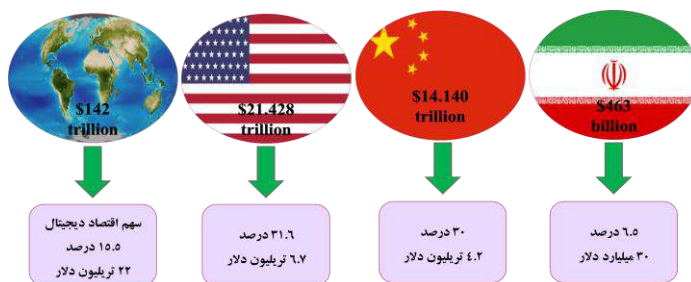 $142
trillion
$21.428
trillion
$14.140
trillion
$463
billion
سهم اقتصاد دیجیتال
۱۵.۵ درصد
۲۲ تریلیون دلار
۳۱.۶ درصد
۶.۷ تریلیون دلار
۳۰ درصد
۴.۲ تریلیون دلار
۶.۵ درصد
۳۰ میلیارد دلار